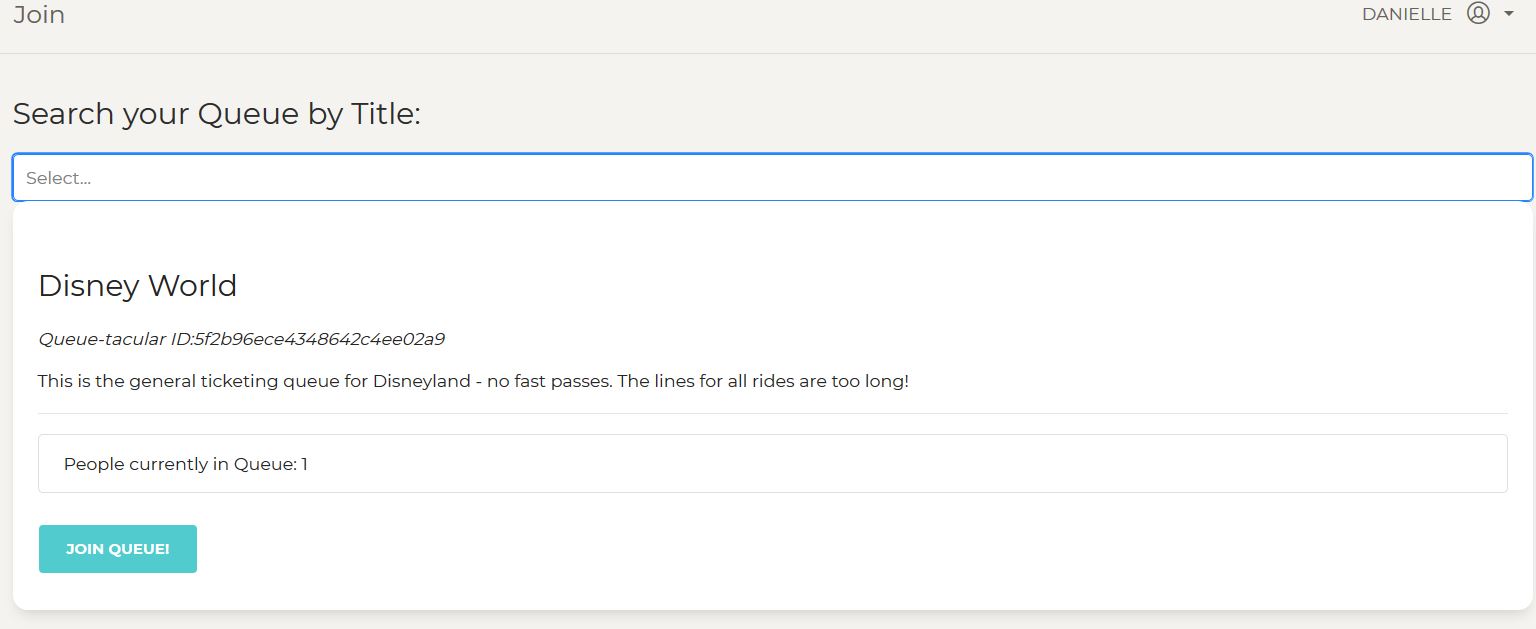 Join
DANIELLE
Search your Queue by Title:
Select...
Disney World
Queue-tacular ID:5f2b96ece4348642c4ee02a9
This is the general ticketing queue for Disneyland - no fast passes. The lines for all rides are too long!
People currently in Queue: 1
JOIN QUEUE!